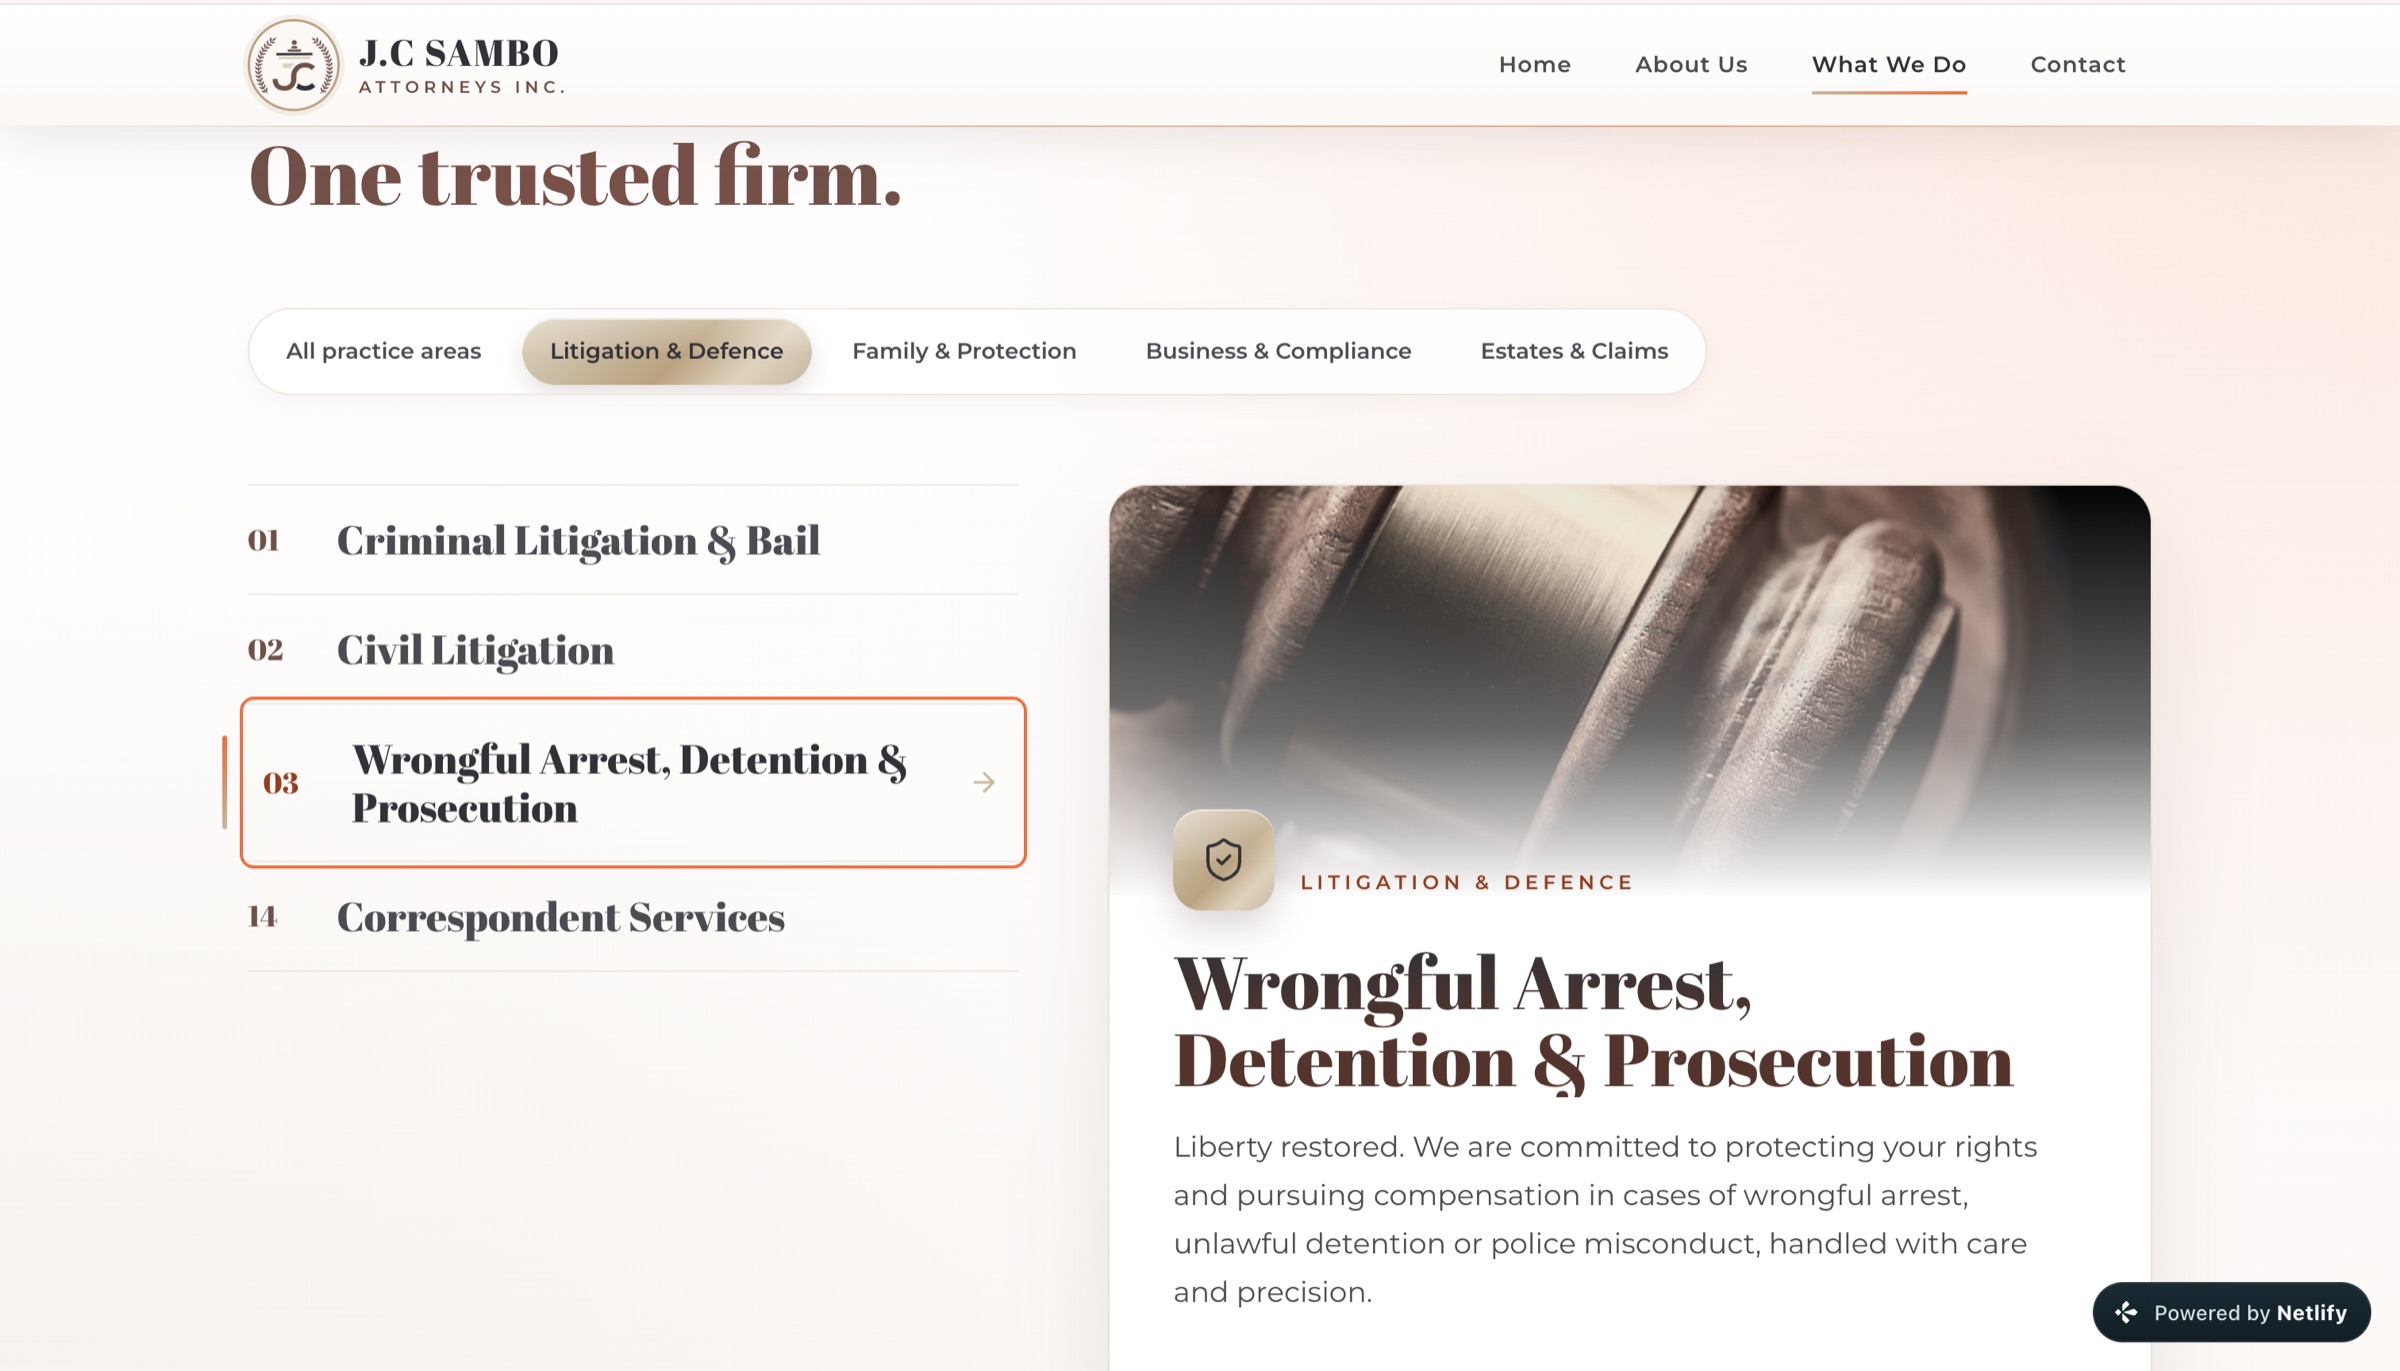 J.C SAMBO
ATTORNEYS INC.
Home
About Us
What We Do
Contact
One trusted firm.
All practice areas
Litigation & Defence
Family & Protection
Business & Compliance
Estates & Claims
01 Criminal Litigation & Bail
02 Civil Litigation
03 Wrongful Arrest, Detention &
Prosecution
14 Correspondent Services
LITIGATION & DEFENCE
Wrongful Arrest,
Detention & Prosecution
Liberty restored. We are committed to protecting your rights
and pursuing compensation in cases of wrongful arrest,
unlawful detention or police misconduct, handled with care
and precision.
Powered by Netlify